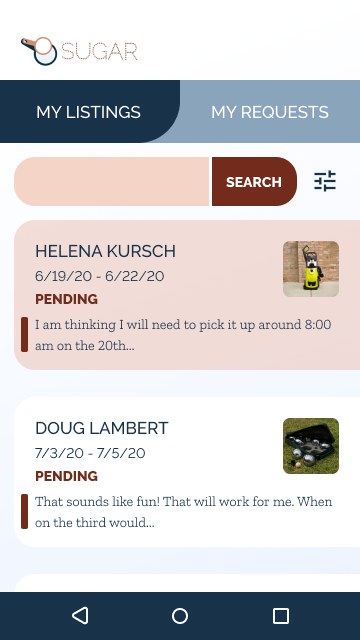 SUGAR
MY LISTINGS
MY REQUESTS
SEARCH
HELENA KURSCH
6/19/20 - 6/22/20
PENDING
I am thinking I will need to pick it up around 8:00
am on the 20th...
DOUG LAMBERT
7/3/20 - 7/5/20
PENDING
That sounds like fun! That will work for me. When
on the third would...